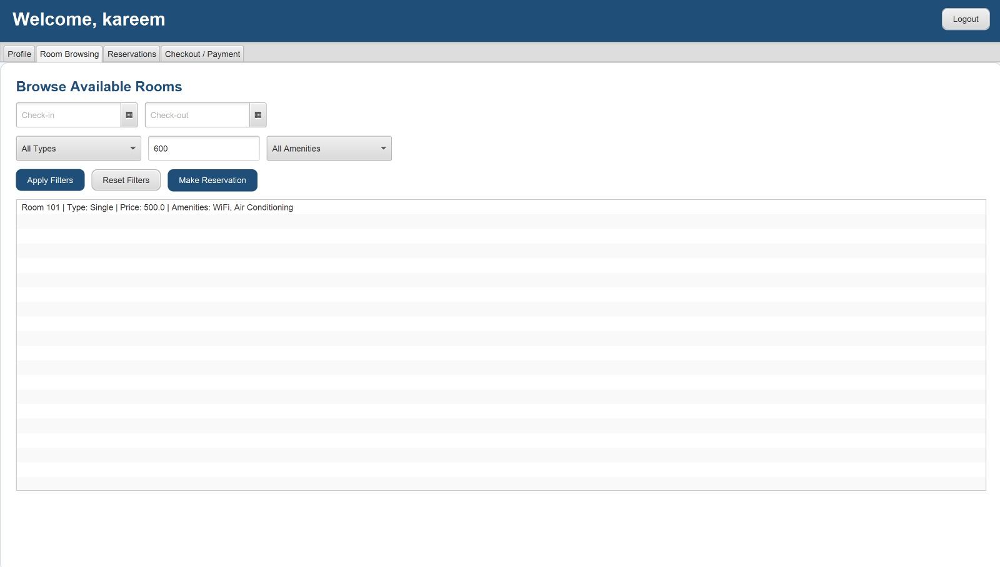 Welcome, kareem
Logout
Profile
Room Browsing
Reservations
Checkout / Payment
Browse Available Rooms
Check-in
Check-out
All Types
600
All Amenities
Apply Filters
Reset Filters
Make Reservation
Room 101 | Type: Single | Price: 500.0 | Amenities: WiFi, Air Conditioning